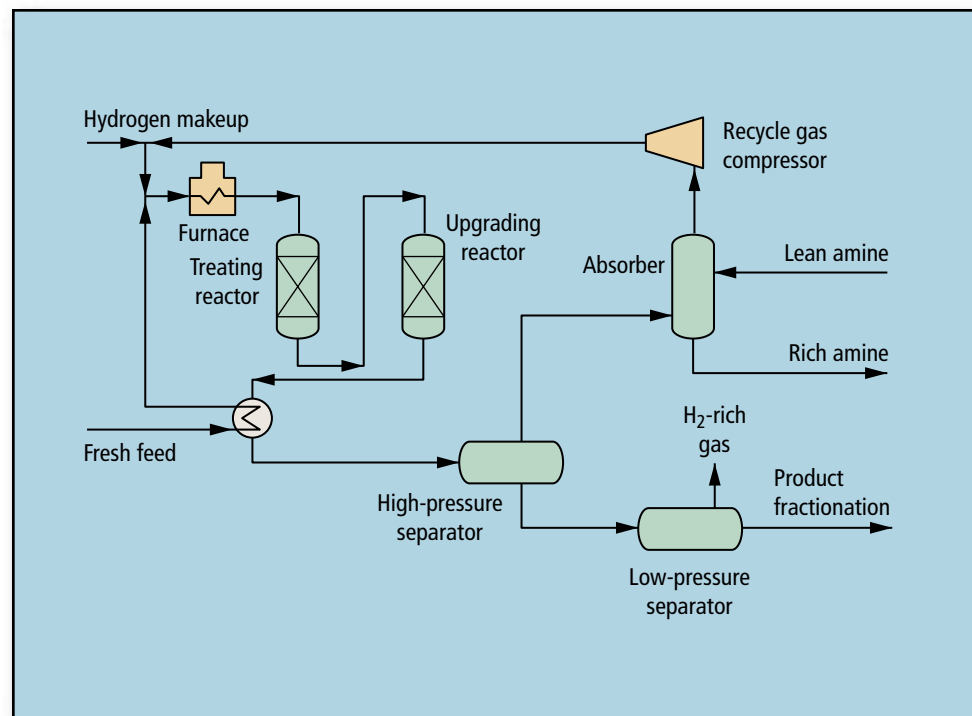 Hydrogen makeup
Recycle gas
compressor
Furnace
Treating
reactor
Upgrading
reactor
Absorber
Lean amine
Rich amine
Fresh feed
H₂-rich
gas
High-pressure
separator
Product
fractionation
Low-pressure
separator